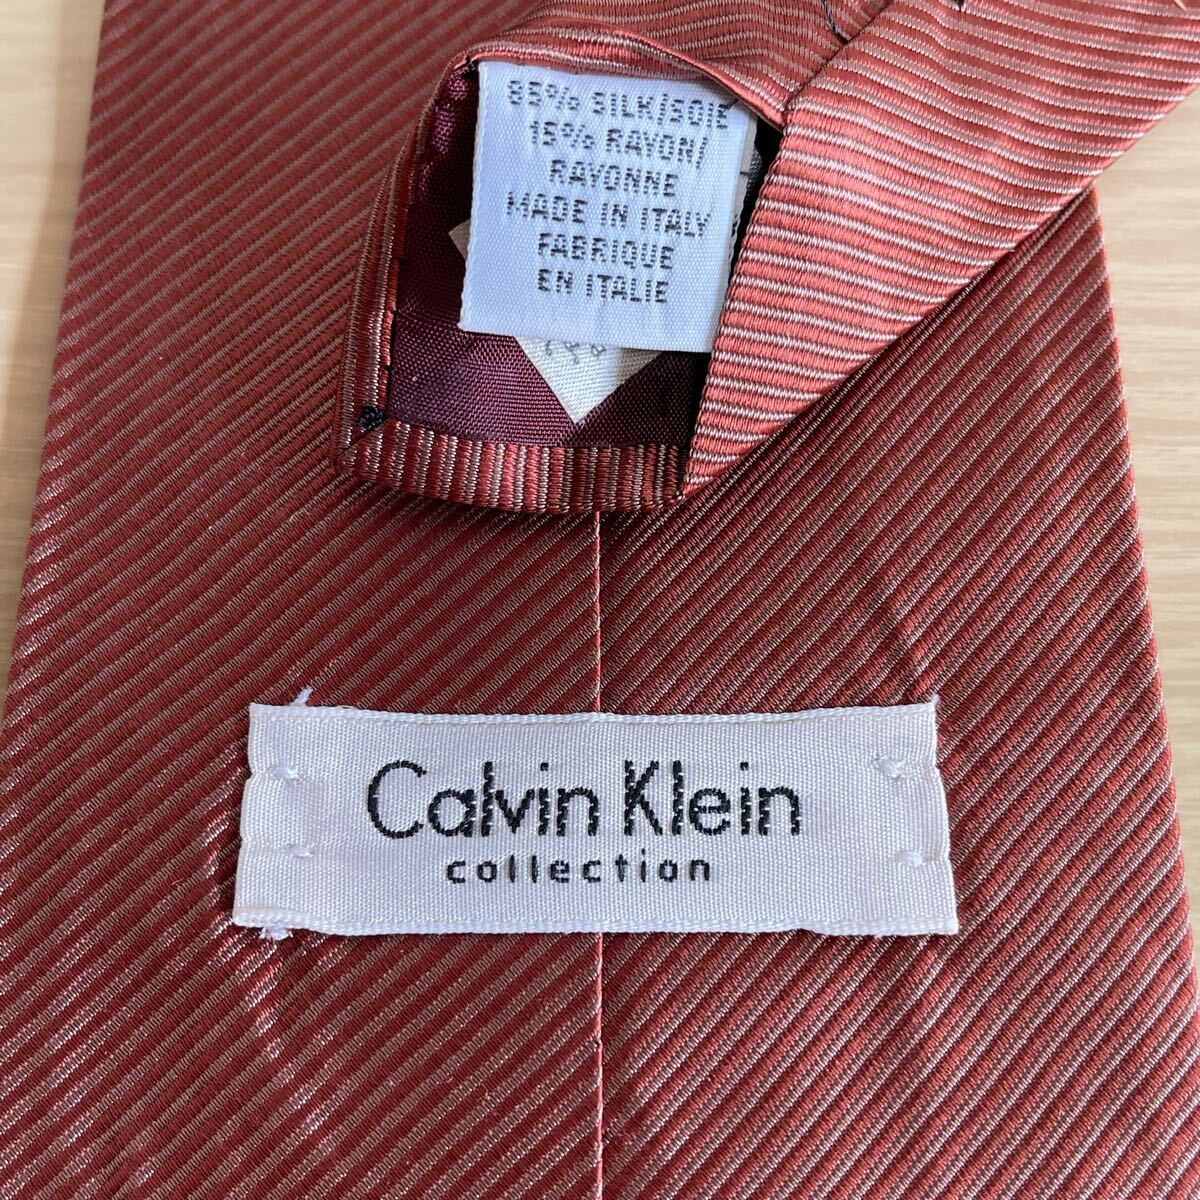 85% SILK/SOIE
15% RAYON/
RAYONNE
MADE IN ITALY
FABRIQUE
EN ITALIE
Calvin Klein
collection